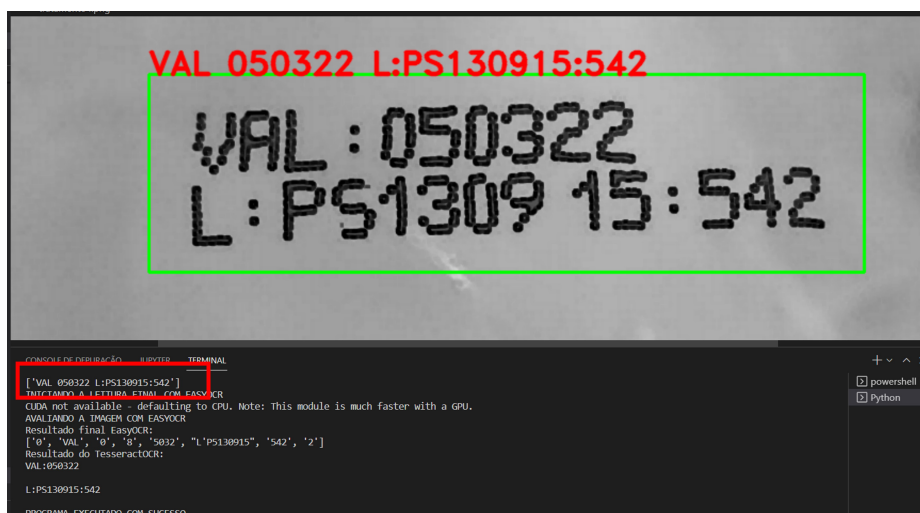 VAL 050322 L:PS130915:542
VAL:050322
L:PS1309 15:542
CONSOLE DE DEPURAÇÃO JUPYTER TERMINAL
['VAL 050322 L:PS130915:542']
INICIANDO A LEITURA FINAL COM EASYOCR
CUDA not available - defaulting to CPU. Note: This module is much faster with a GPU.
AVALIANDO A IMAGEM COM EASYOCR
Resultado final EasyOCR:
['0', 'VAL', '0', '8', '5032', "L'PS130915", '542', '2']
Resultado do TesseractOCR:
VAL:050322
L:PS130915:542
PROGRAMA EXECUTADO COM SUCESSO
powershell
Python